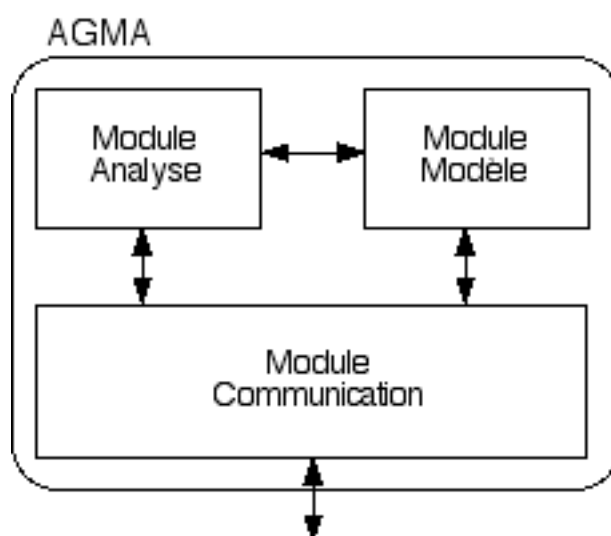 AGMA
Module
Analyse
Module
Modèle
Module
Communication